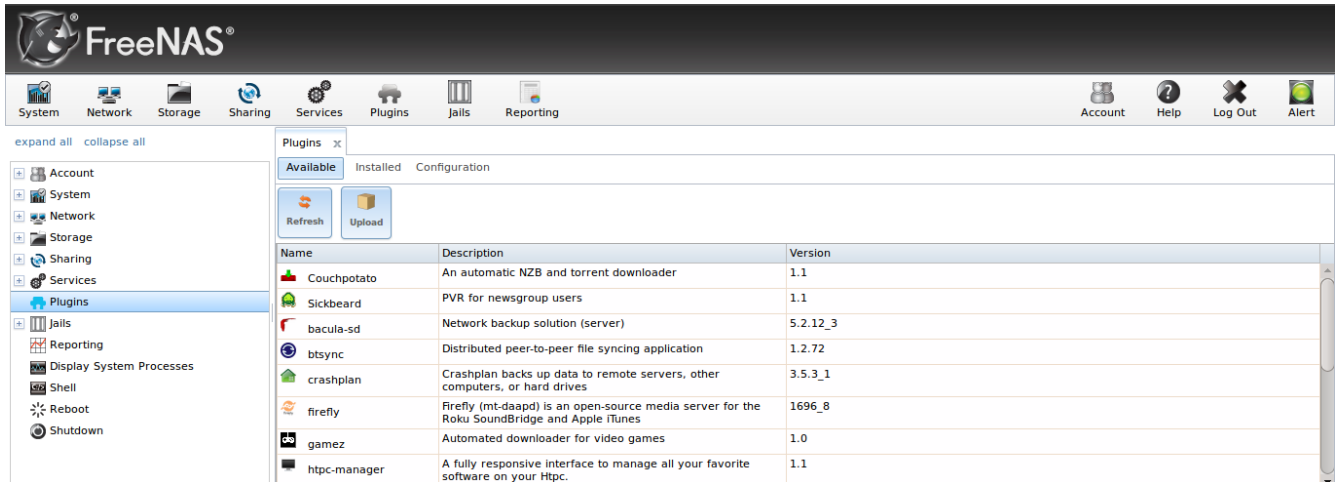 FreeNAS®
System Network Storage Sharing Services Plugins Jails Reporting Account Help Log Out Alert
expand all collapse all
Account
System
Network
Storage
Sharing
Services
Plugins
Jails
Reporting
Display System Processes
Shell
Reboot
Shutdown
Plugins x
Available Installed Configuration
Refresh Upload
Name Description Version
Couchpotato An automatic NZB and torrent downloader 1.1
Sickbeard PVR for newsgroup users 1.1
bacula-sd Network backup solution (server) 5.2.12_3
btsync Distributed peer-to-peer file syncing application 1.2.72
crashplan Crashplan backs up data to remote servers, other 3.5.3_1
computers, or hard drives
firefly Firefly (mt-daapd) is an open-source media server for the 1696_8
Roku SoundBridge and Apple iTunes
gamez Automated downloader for video games 1.0
htpc-manager A fully responsive interface to manage all your favorite 1.1
software on your Htpc.